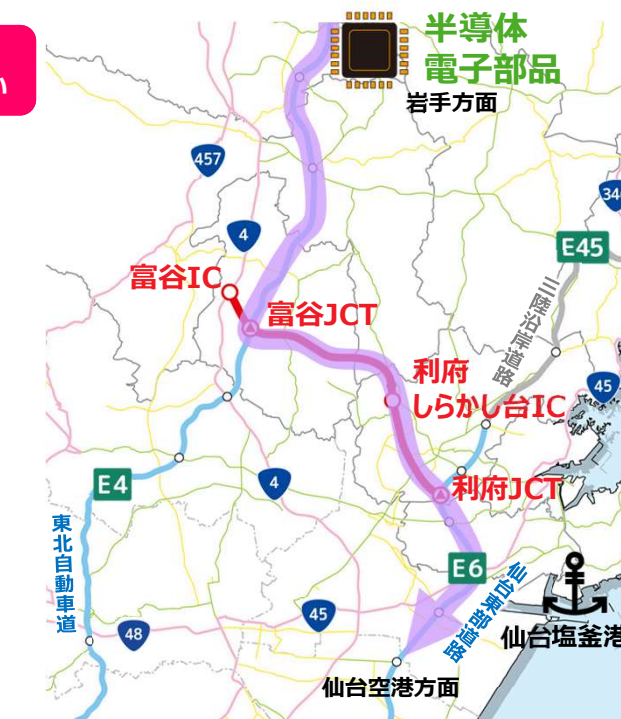 い
半導体
電子部品
岩手方面
457
4
346
E45
富谷IC
富谷JCT
三陸沿岸道路
利府
しらかし台IC
45
E4
4
利府JCT
東北自動車道
E6
仙台東部道路
45
48
仙台塩釜港
仙台空港方面